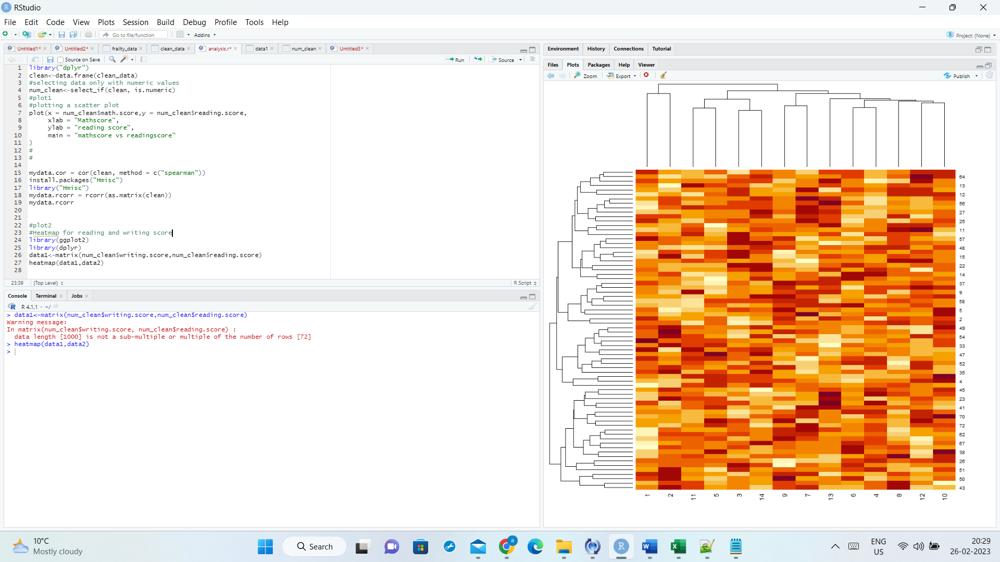 RStudio
File Edit Code View Plots Session Build Debug Profile Tools Help
Go to file/function Addins Project: (None)
Untitled1* Untitled2* frailty_data clean_data analysis.r* data1 num_clean Untitled3*
Source on Save Run Source
1 library("dplyr")
2 clean<-data.frame(clean_data)
3 #selecting data only with numeric values
4 num_clean<-select_if(clean, is.numeric)
5 #plot1
6 #plotting a scatter plot
7 plot(x = num_clean$math.score,y = num_clean$reading.score,
8 xlab = "Mathscore",
9 ylab = "reading score",
10 main = "mathscore vs readingscore"
11 )
12 #
13 #
14
15 mydata.cor = cor(clean, method = c("spearman"))
16 install.packages("Hmisc")
17 library("Hmisc")
18 mydata.rcorr = rcorr(as.matrix(clean))
19 mydata.rcorr
20
21
22 #plot2
23 #Heatmap for reading and writing score
24 library(ggplot2)
25 library(dplyr)
26 data1<-matrix(num_clean$writing.score,num_clean$reading.score)
27 heatmap(data1,data2)
28
23:39 (Top Level) R Script
Console Terminal Jobs
R 4.1.1 · ~/
> data1<-matrix(num_clean$writing.score,num_clean$reading.score)
Warning message:
In matrix(num_clean$writing.score, num_clean$reading.score) :
data length [1000] is not a sub-multiple or multiple of the number of rows [72]
> heatmap(data1,data2)
>
Environment History Connections Tutorial
Files Plots Packages Help Viewer
Zoom Export Publish
64
13
12
56
27
25
11
57
48
15
22
14
37
9
58
5
2
49
54
33
47
52
35
4
45
23
41
70
72
62
67
38
26
51
50
43
1 2 11 5 3 14 9 7 13 6 4 8 12 10
10°C
Mostly cloudy
Search
a
ENG
US
20:29
26-02-2023